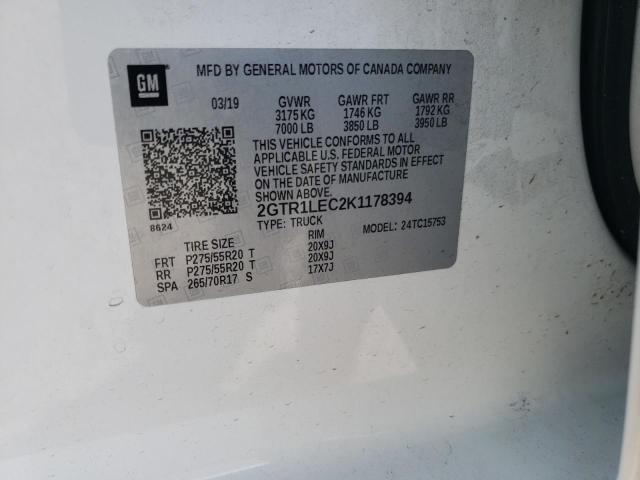 GM
MFD BY GENERAL MOTORS OF CANADA COMPANY
03/19 GVWR GAWR FRT GAWR RR
3175 KG 1746 KG 1792 KG
7000 LB 3850 LB 3950 LB
THIS VEHICLE CONFORMS TO ALL
APPLICABLE U.S. FEDERAL MOTOR
VEHICLE SAFETY STANDARDS IN EFFECT
ON THE DATE OF MANUFACTURE
SHOWN ABOVE.
2GTR1LEC2K1178394
8624 TYPE: TRUCK MODEL: 24TC15753
TIRE SIZE RIM
FRT P275/55R20 T 20X9J
RR P275/55R20 T 20X9J
SPA 265/70R17 S 17X7J